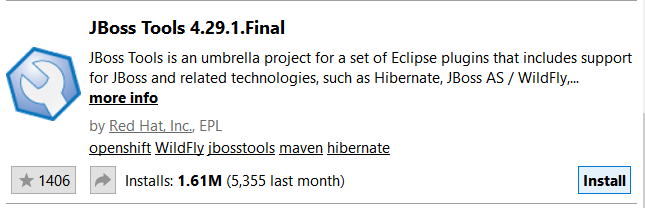 JBoss Tools 4.29.1.Final
JBoss Tools is an umbrella project for a set of Eclipse plugins that includes support
for JBoss and related technologies, such as Hibernate, JBoss AS / WildFly,...
more info
by Red Hat, Inc., EPL
openshift WildFly jbosstools maven hibernate
1406 Installs: 1.61M (5,355 last month) Install